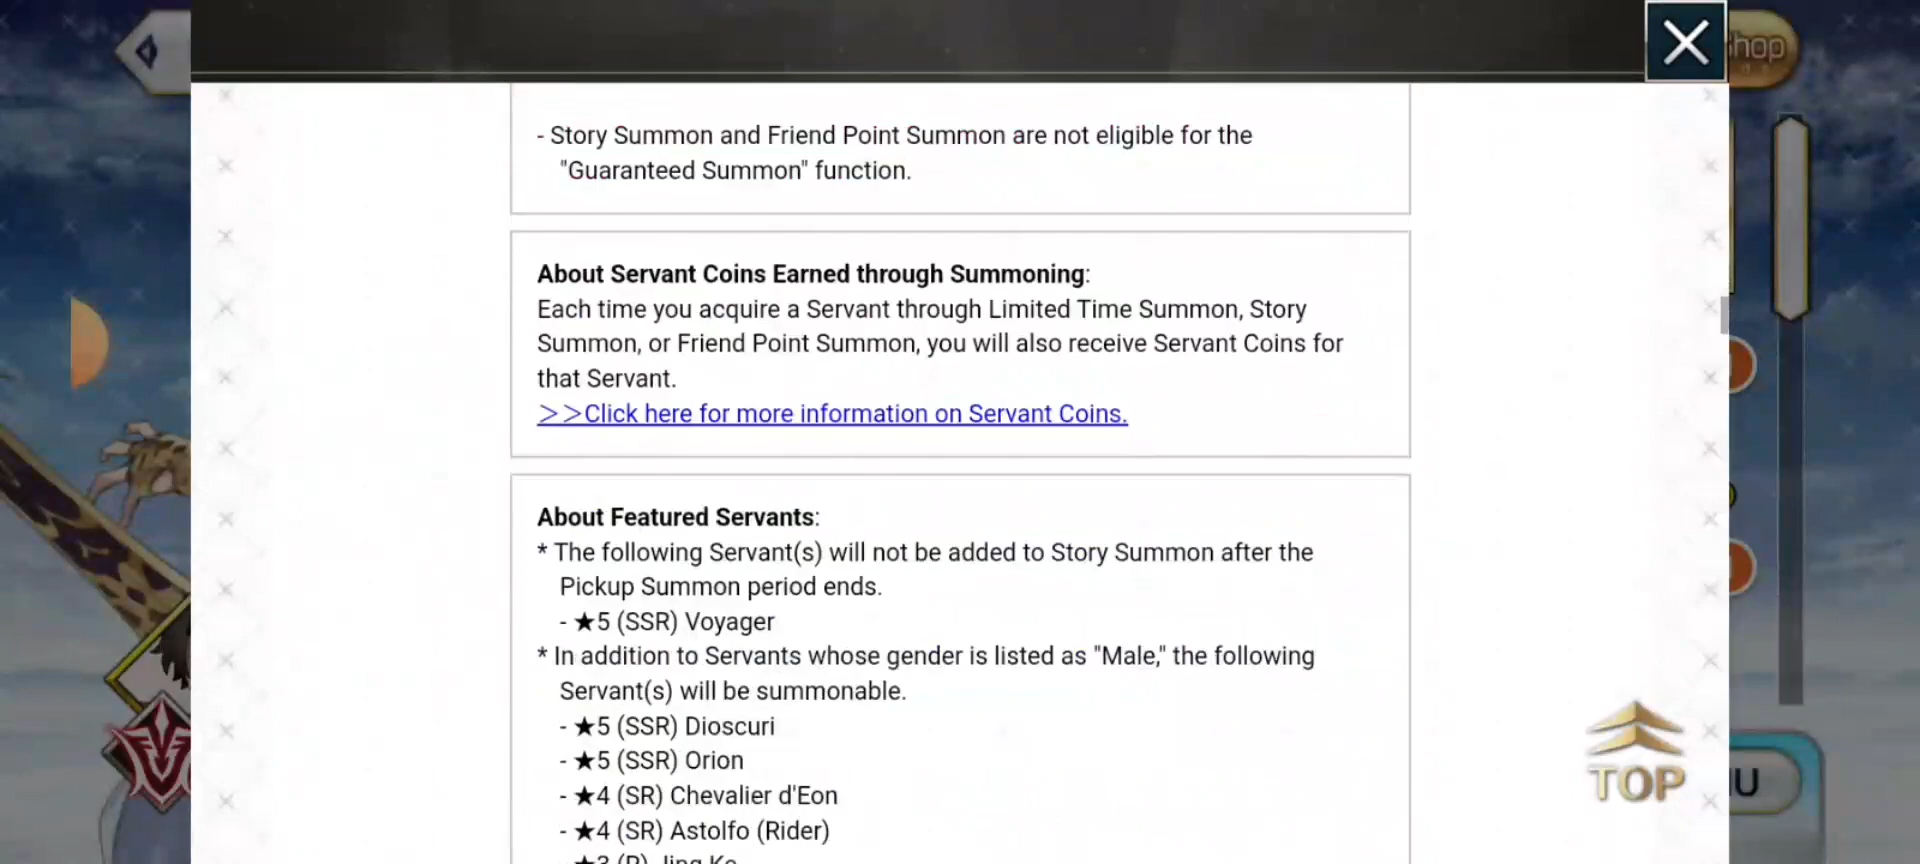 hop
- Story Summon and Friend Point Summon are not eligible for the
"Guaranteed Summon" function.
About Servant Coins Earned through Summoning:
Each time you acquire a Servant through Limited Time Summon, Story
Summon, or Friend Point Summon, you will also receive Servant Coins for
that Servant.
>>Click here for more information on Servant Coins.
About Featured Servants:
* The following Servant(s) will not be added to Story Summon after the
Pickup Summon period ends.
- ★5 (SSR) Voyager
* In addition to Servants whose gender is listed as "Male," the following
Servant(s) will be summonable.
- ★5 (SSR) Dioscuri
- ★5 (SSR) Orion
- ★4 (SR) Chevalier d'Eon
- ★4 (SR) Astolfo (Rider)
TOP